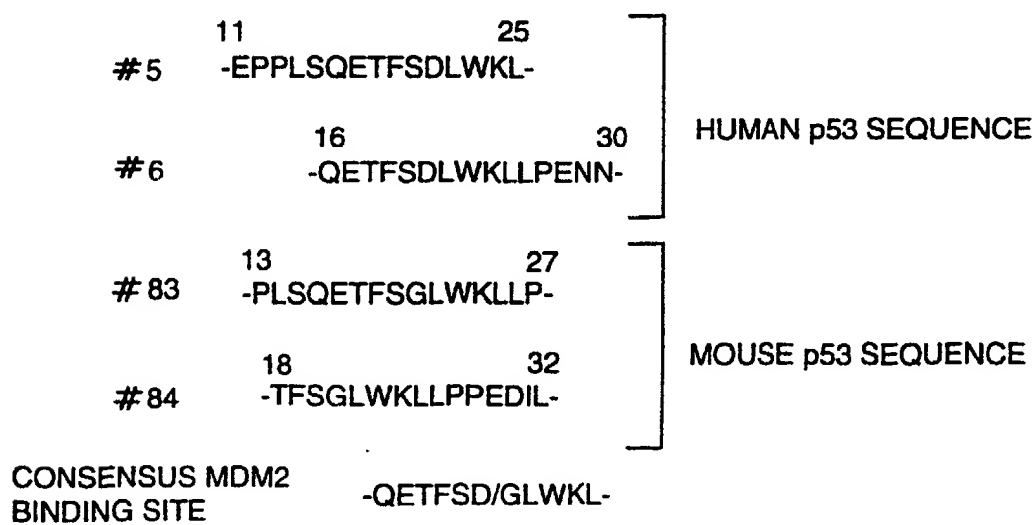 11 25
#5 -EPPLSQETFSDLWKL-
HUMAN p53 SEQUENCE
16 30
#6 -QETFSDLWKLLPENN-
13 27
#83 -PLSQETFSGLWKLLP-
MOUSE p53 SEQUENCE
18 32
#84 -TFSGLWKLLPPEDIL-
CONSENSUS MDM2
BINDING SITE
-QETFSD/GLWKL-